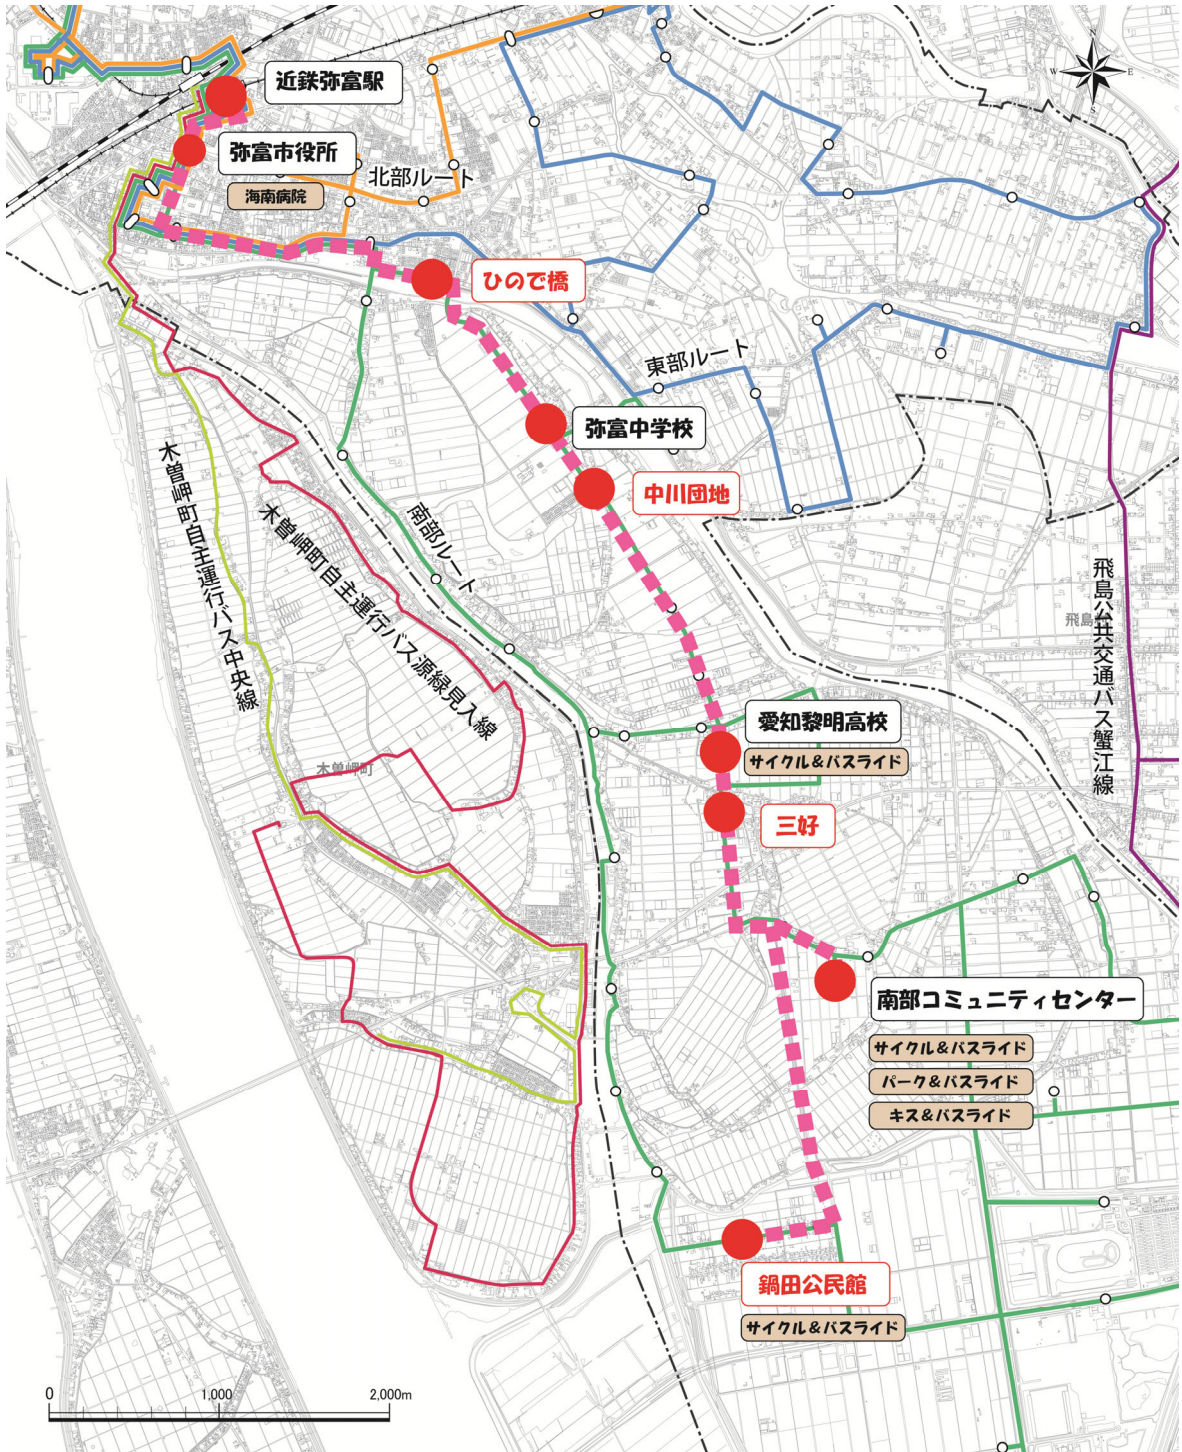 近鉄弥富駅
N
W
E
S
弥富市役所
海南病院
北部ルート
ひので橋
東部ルート
弥富中学校
中川団地
木曽岬町自主運行バス中央線
木曽岬町自主運行バス源緑見入線
南部ルート
飛島公共交通バス蟹江線
愛知黎明高校
サイクル&バスライド
木曽岬町
三好
南部コミュニティセンター
サイクル&バスライド
パーク&バスライド
キス&バスライド
鍋田公民館
サイクル&バスライド
0
1,000
2,000m